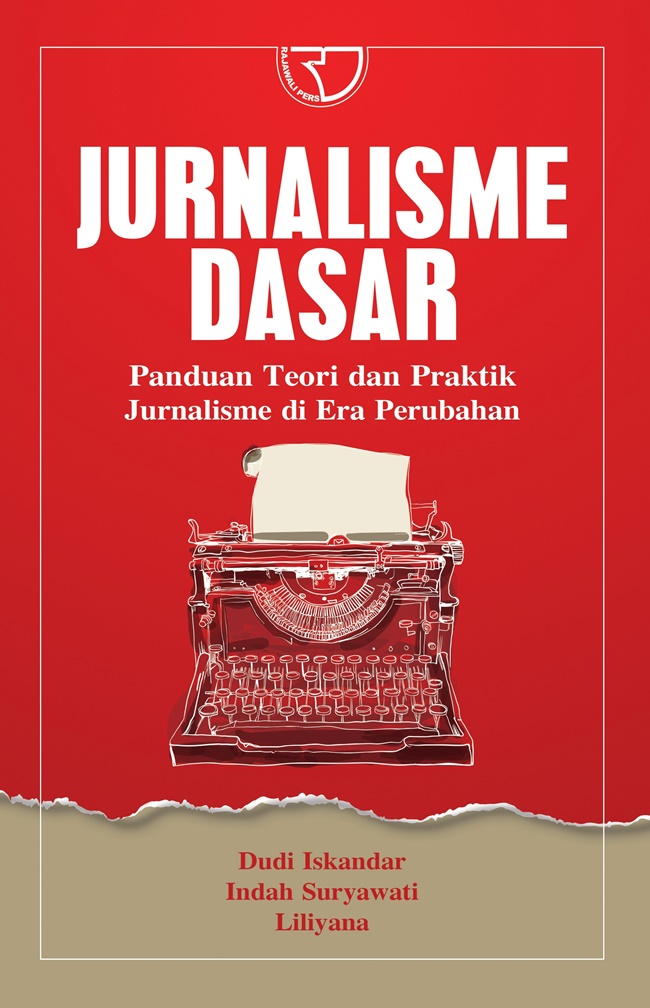 RAJAWALI PERS
JURNALISME
DASAR
Panduan Teori dan Praktik
Jurnalisme di Era Perubahan
Dudi Iskandar
Indah Suryawati
Liliyana